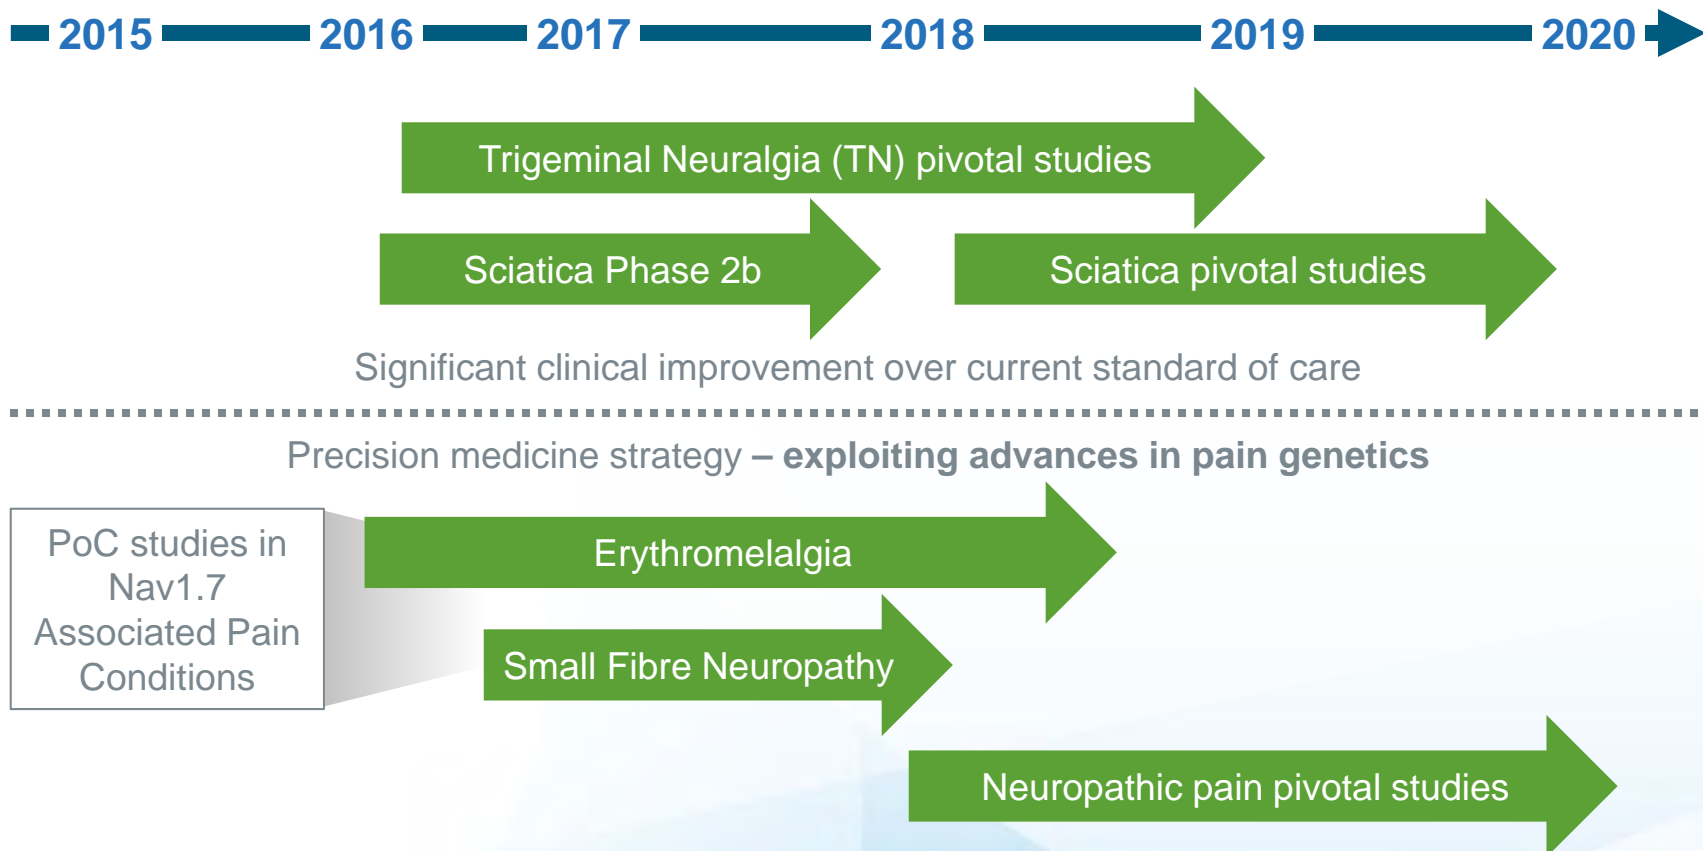 2015 2016 2017 2018 2019 2020
Trigeminal Neuralgia (TN) pivotal studies
Sciatica Phase 2b
Sciatica pivotal studies
Significant clinical improvement over current standard of care
Precision medicine strategy – exploiting advances in pain genetics
PoC studies in
Nav1.7
Associated Pain
Conditions
Erythromelalgia
Small Fibre Neuropathy
Neuropathic pain pivotal studies